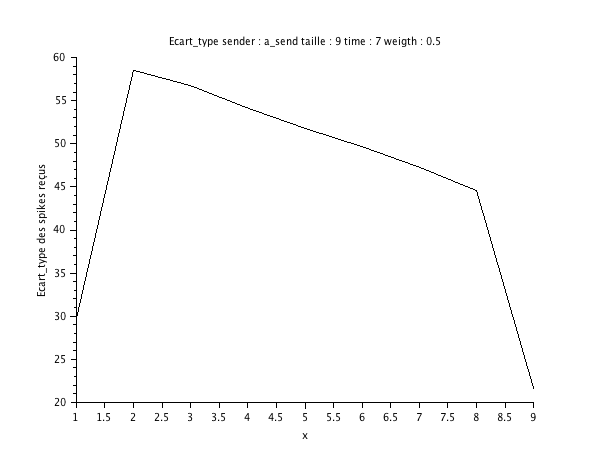 Ecart_type sender : a_send taille : 9 time : 7 weigth : 0.5
60
55
50
45
40
35
30
25
20
Ecart_type des spikes reçus
1 1.5 2 2.5 3 3.5 4 4.5 5 5.5 6 6.5 7 7.5 8 8.5 9
x